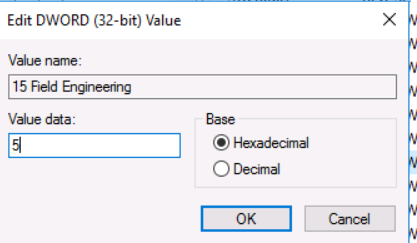 Edit DWORD (32-bit) Value
Value name:
15 Field Engineering
Value data:
5
Base
Hexadecimal
Decimal
OK
Cancel